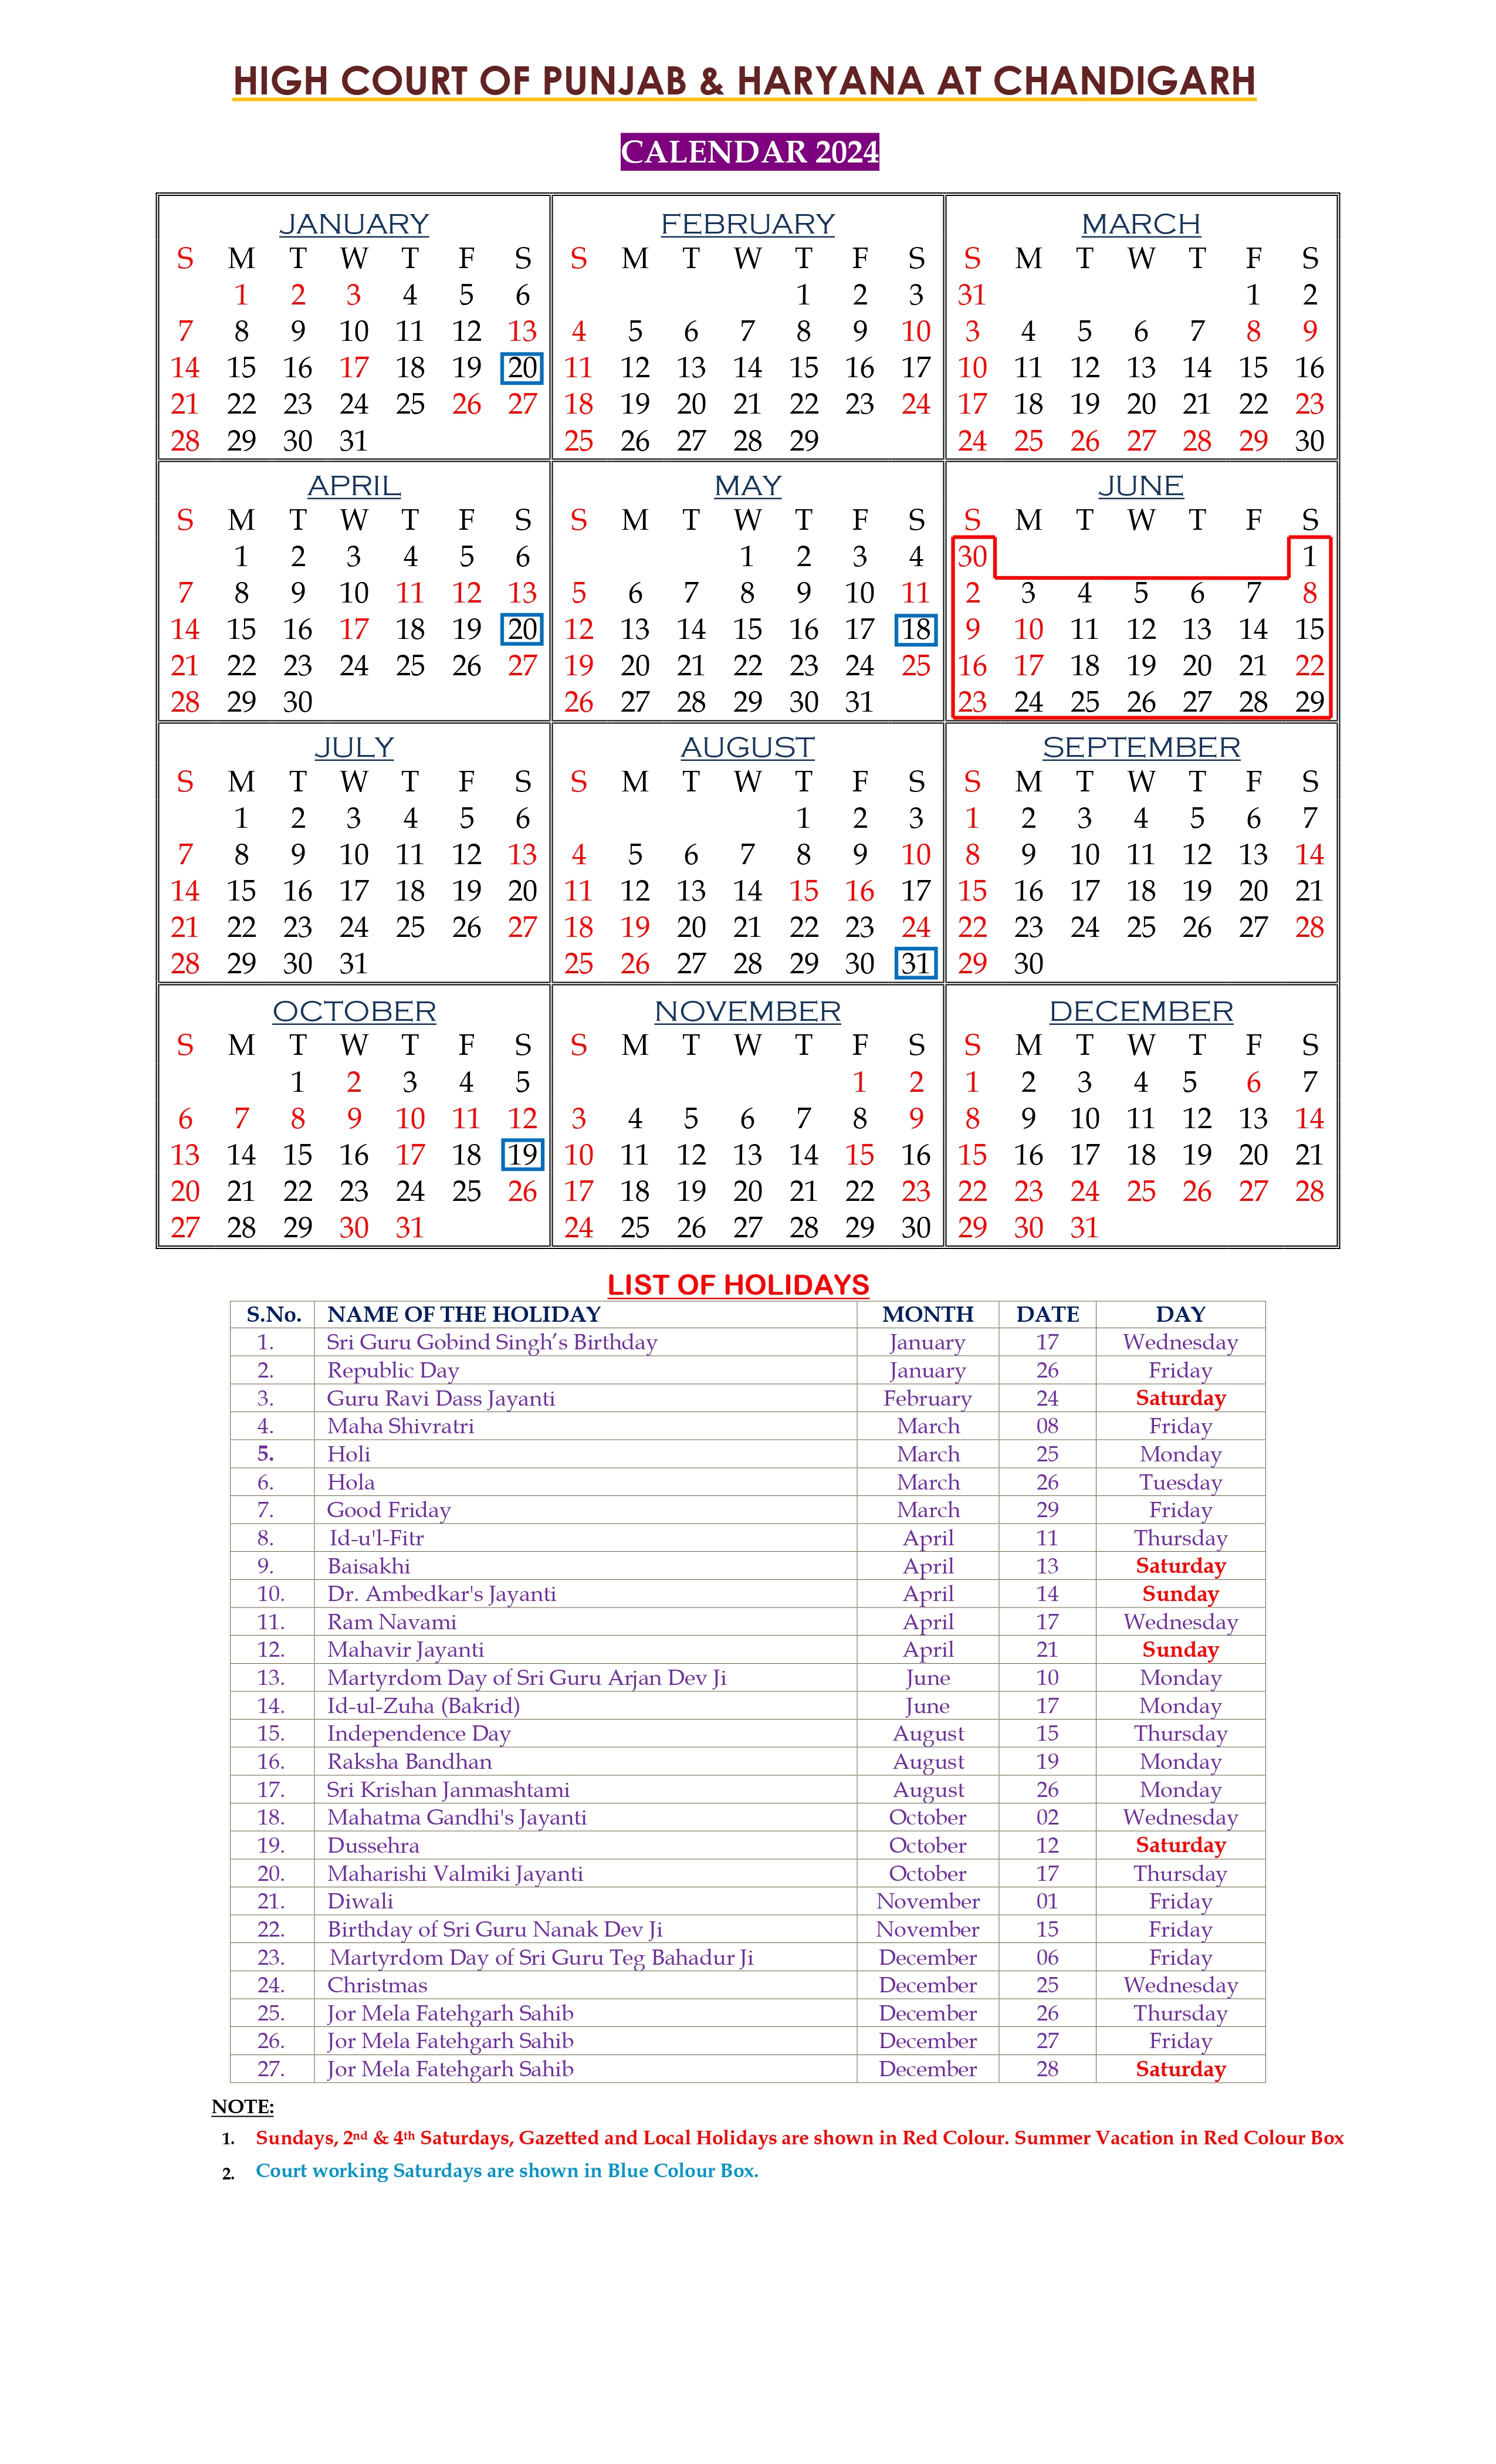 HIGH COURT OF PUNJAB & HARYANA AT CHANDIGARH
CALENDAR 2024
JANUARY FEBRUARY MARCH
S M T W T F S S M T W T F S S M T W T F S
1 2 3 4 5 6 1 2 3 31 1 2
7 8 9 10 11 12 13 4 5 6 7 8 9 10 3 4 5 6 7 8 9
14 15 16 17 18 19 20 11 12 13 14 15 16 17 10 11 12 13 14 15 16
21 22 23 24 25 26 27 18 19 20 21 22 23 24 17 18 19 20 21 22 23
28 29 30 31 25 26 27 28 29 24 25 26 27 28 29 30
APRIL MAY JUNE
S M T W T F S S M T W T F S S M T W T F S
1 2 3 4 5 6 1 2 3 4 30 1
7 8 9 10 11 12 13 5 6 7 8 9 10 11 2 3 4 5 6 7 8
14 15 16 17 18 19 20 12 13 14 15 16 17 18 9 10 11 12 13 14 15
21 22 23 24 25 26 27 19 20 21 22 23 24 25 16 17 18 19 20 21 22
28 29 30 26 27 28 29 30 31 23 24 25 26 27 28 29
JULY AUGUST SEPTEMBER
S M T W T F S S M T W T F S S M T W T F S
1 2 3 4 5 6 1 2 3 1 2 3 4 5 6 7
7 8 9 10 11 12 13 4 5 6 7 8 9 10 8 9 10 11 12 13 14
14 15 16 17 18 19 20 11 12 13 14 15 16 17 15 16 17 18 19 20 21
21 22 23 24 25 26 27 18 19 20 21 22 23 24 22 23 24 25 26 27 28
28 29 30 31 25 26 27 28 29 30 31 29 30
OCTOBER NOVEMBER DECEMBER
S M T W T F S S M T W T F S S M T W T F S
1 2 3 4 5 1 2 1 2 3 4 5 6 7
6 7 8 9 10 11 12 3 4 5 6 7 8 9 8 9 10 11 12 13 14
13 14 15 16 17 18 19 10 11 12 13 14 15 16 15 16 17 18 19 20 21
20 21 22 23 24 25 26 17 18 19 20 21 22 23 22 23 24 25 26 27 28
27 28 29 30 31 24 25 26 27 28 29 30 29 30 31
LIST OF HOLIDAYS
S.No. NAME OF THE HOLIDAY MONTH DATE DAY
1. Sri Guru Gobind Singh’s Birthday January 17 Wednesday
2. Republic Day January 26 Friday
3. Guru Ravi Dass Jayanti February 24 Saturday
4. Maha Shivratri March 08 Friday
5. Holi March 25 Monday
6. Hola March 26 Tuesday
7. Good Friday March 29 Friday
8. Id-u'l-Fitr April 11 Thursday
9. Baisakhi April 13 Saturday
10. Dr. Ambedkar's Jayanti April 14 Sunday
11. Ram Navami April 17 Wednesday
12. Mahavir Jayanti April 21 Sunday
13. Martyrdom Day of Sri Guru Arjan Dev Ji June 10 Monday
14. Id-ul-Zuha (Bakrid) June 17 Monday
15. Independence Day August 15 Thursday
16. Raksha Bandhan August 19 Monday
17. Sri Krishan Janmashtami August 26 Monday
18. Mahatma Gandhi's Jayanti October 02 Wednesday
19. Dussehra October 12 Saturday
20. Maharishi Valmiki Jayanti October 17 Thursday
21. Diwali November 01 Friday
22. Birthday of Sri Guru Nanak Dev Ji November 15 Friday
23. Martyrdom Day of Sri Guru Teg Bahadur Ji December 06 Friday
24. Christmas December 25 Wednesday
25. Jor Mela Fatehgarh Sahib December 26 Thursday
26. Jor Mela Fatehgarh Sahib December 27 Friday
27. Jor Mela Fatehgarh Sahib December 28 Saturday
NOTE:
1. Sundays, 2nd & 4th Saturdays, Gazetted and Local Holidays are shown in Red Colour. Summer Vacation in Red Colour Box
2. Court working Saturdays are shown in Blue Colour Box.